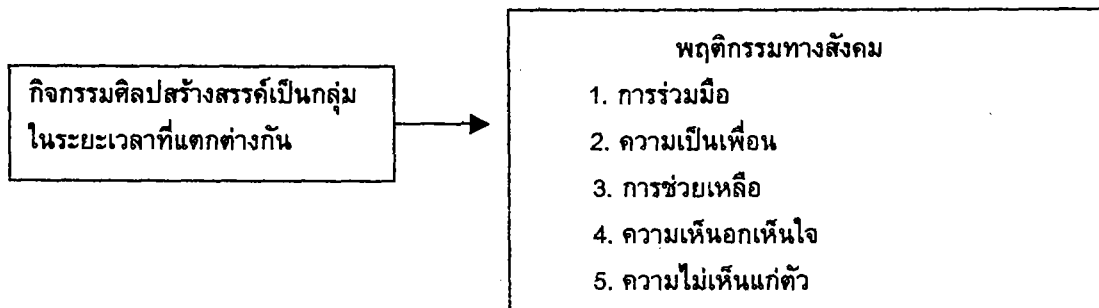 กิจกรรมศิลปสร้างสรรค์เป็นกลุ่ม
ในระยะเวลาที่แตกต่างกัน
พฤติกรรมทางสังคม
1. การร่วมมือ
2. ความเป็นเพื่อน
3. การช่วยเหลือ
4. ความเห็นอกเห็นใจ
5. ความไม่เห็นแก่ตัว